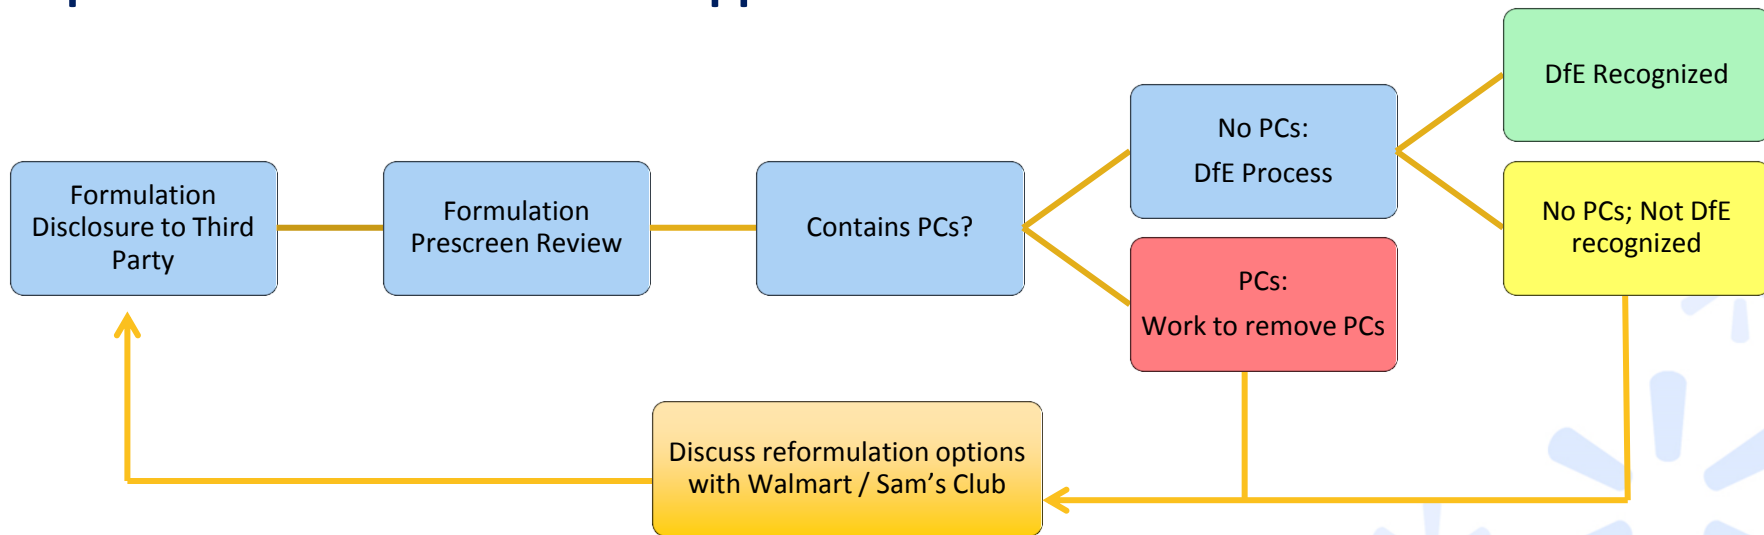 DfE Recognized
No PCs:
DfE Process
Formulation
Disclosure to Third
Party
Formulation
Prescreen Review
Contains PCs?
No PCs; Not DfE
recognized
PCs:
Work to remove PCs
Discuss reformulation options
with Walmart / Sam's Club